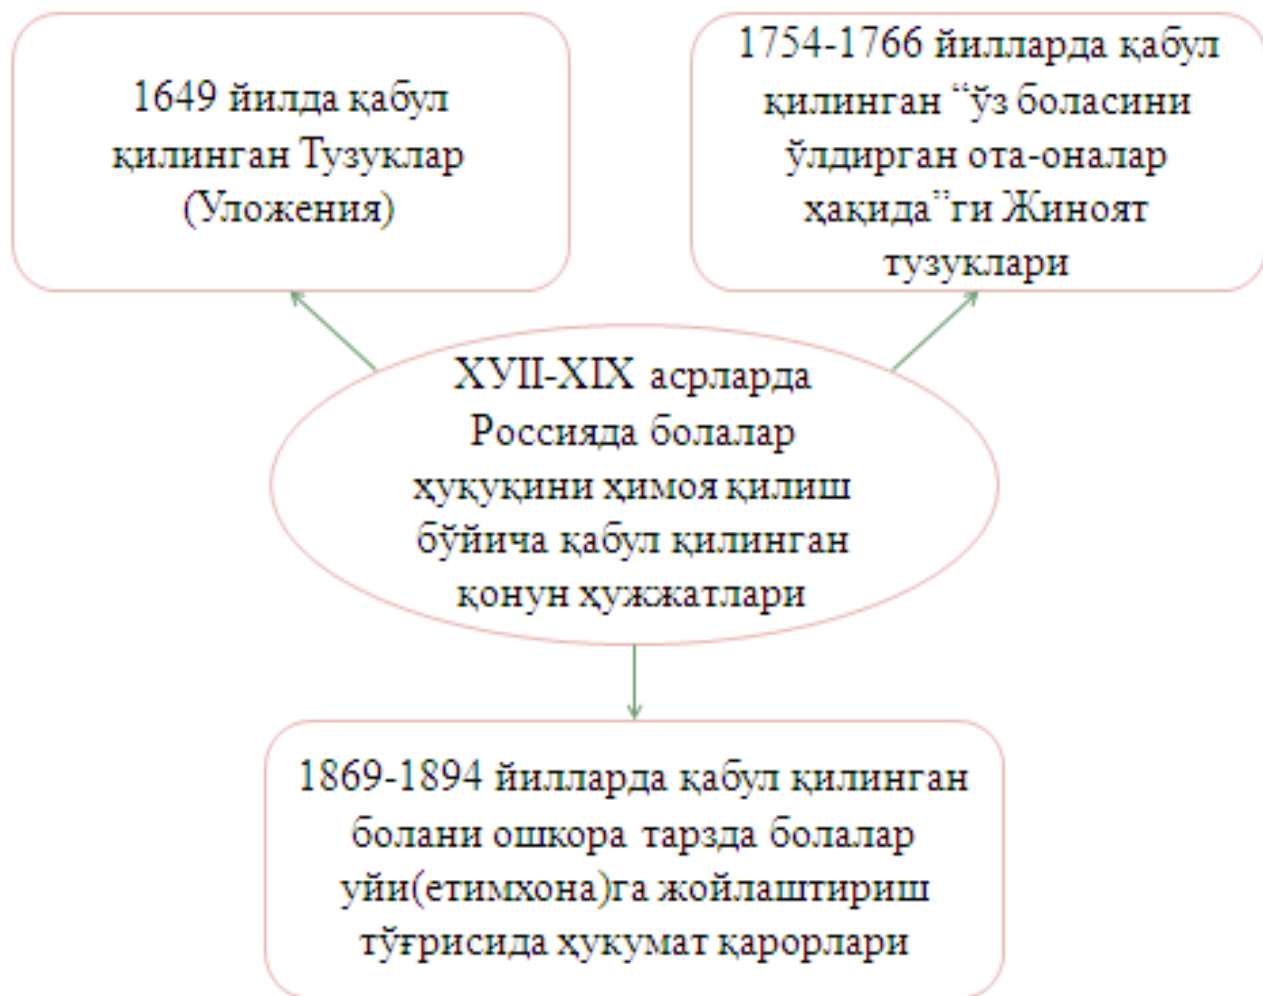 1649 йилда қабул
қилинган Тузуклар
(Уложения)
1754-1766 йилларда қабул
қилинган “ўз боласини
ўлдирган ота-оналар
ҳақида”ги Жиноят
тузуклари
ХУII-XIX асрларда
Россияда болалар
ҳуқуқини ҳимоя қилиш
бўйича қабул қилинган
қонун ҳужжатлари
1869-1894 йилларда қабул қилинган
болани ошкора тарзда болалар
уйи(етимхона)га жойлаштириш
тўғрисида ҳукумат қарорлари